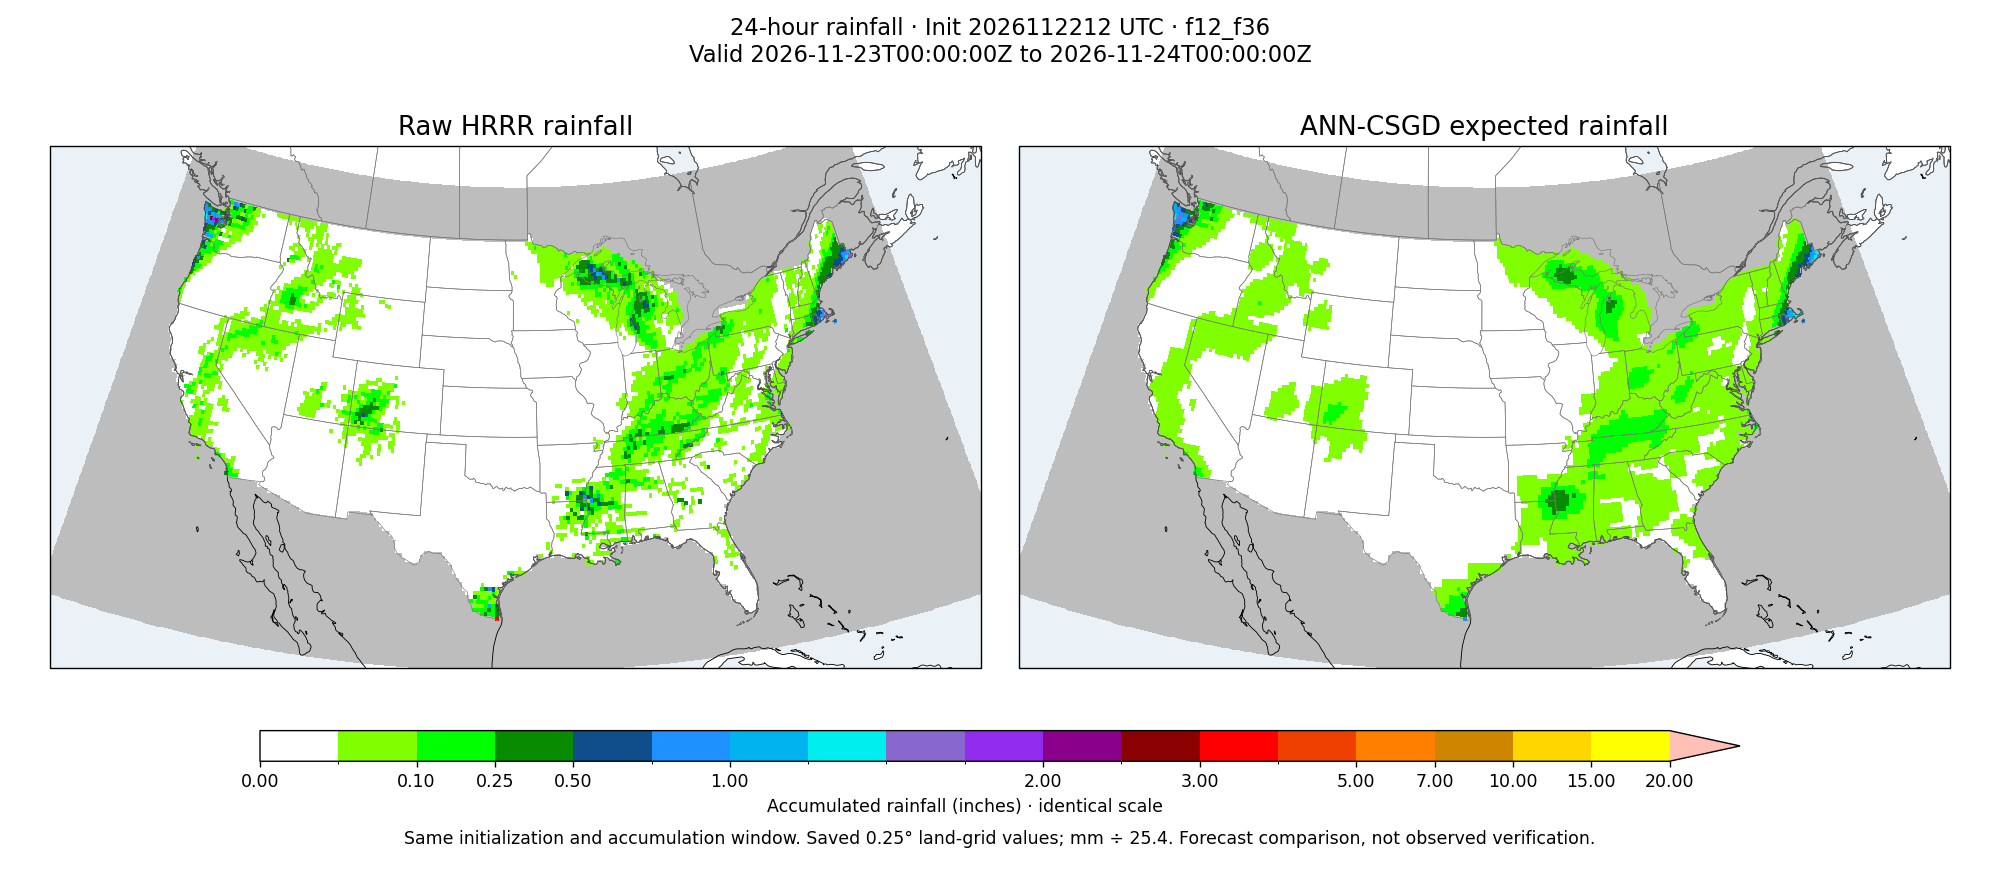 24-hour rainfall · Init 2026112212 UTC · f12_f36
Valid 2026-11-23T00:00:00Z to 2026-11-24T00:00:00Z
Raw HRRR rainfall
ANN-CSGD expected rainfall
0.00 0.10 0.25 0.50 1.00 2.00 3.00 5.00 7.00 10.00 15.00 20.00
Accumulated rainfall (inches) · identical scale
Same initialization and accumulation window. Saved 0.25° land-grid values; mm ÷ 25.4. Forecast comparison, not observed verification.